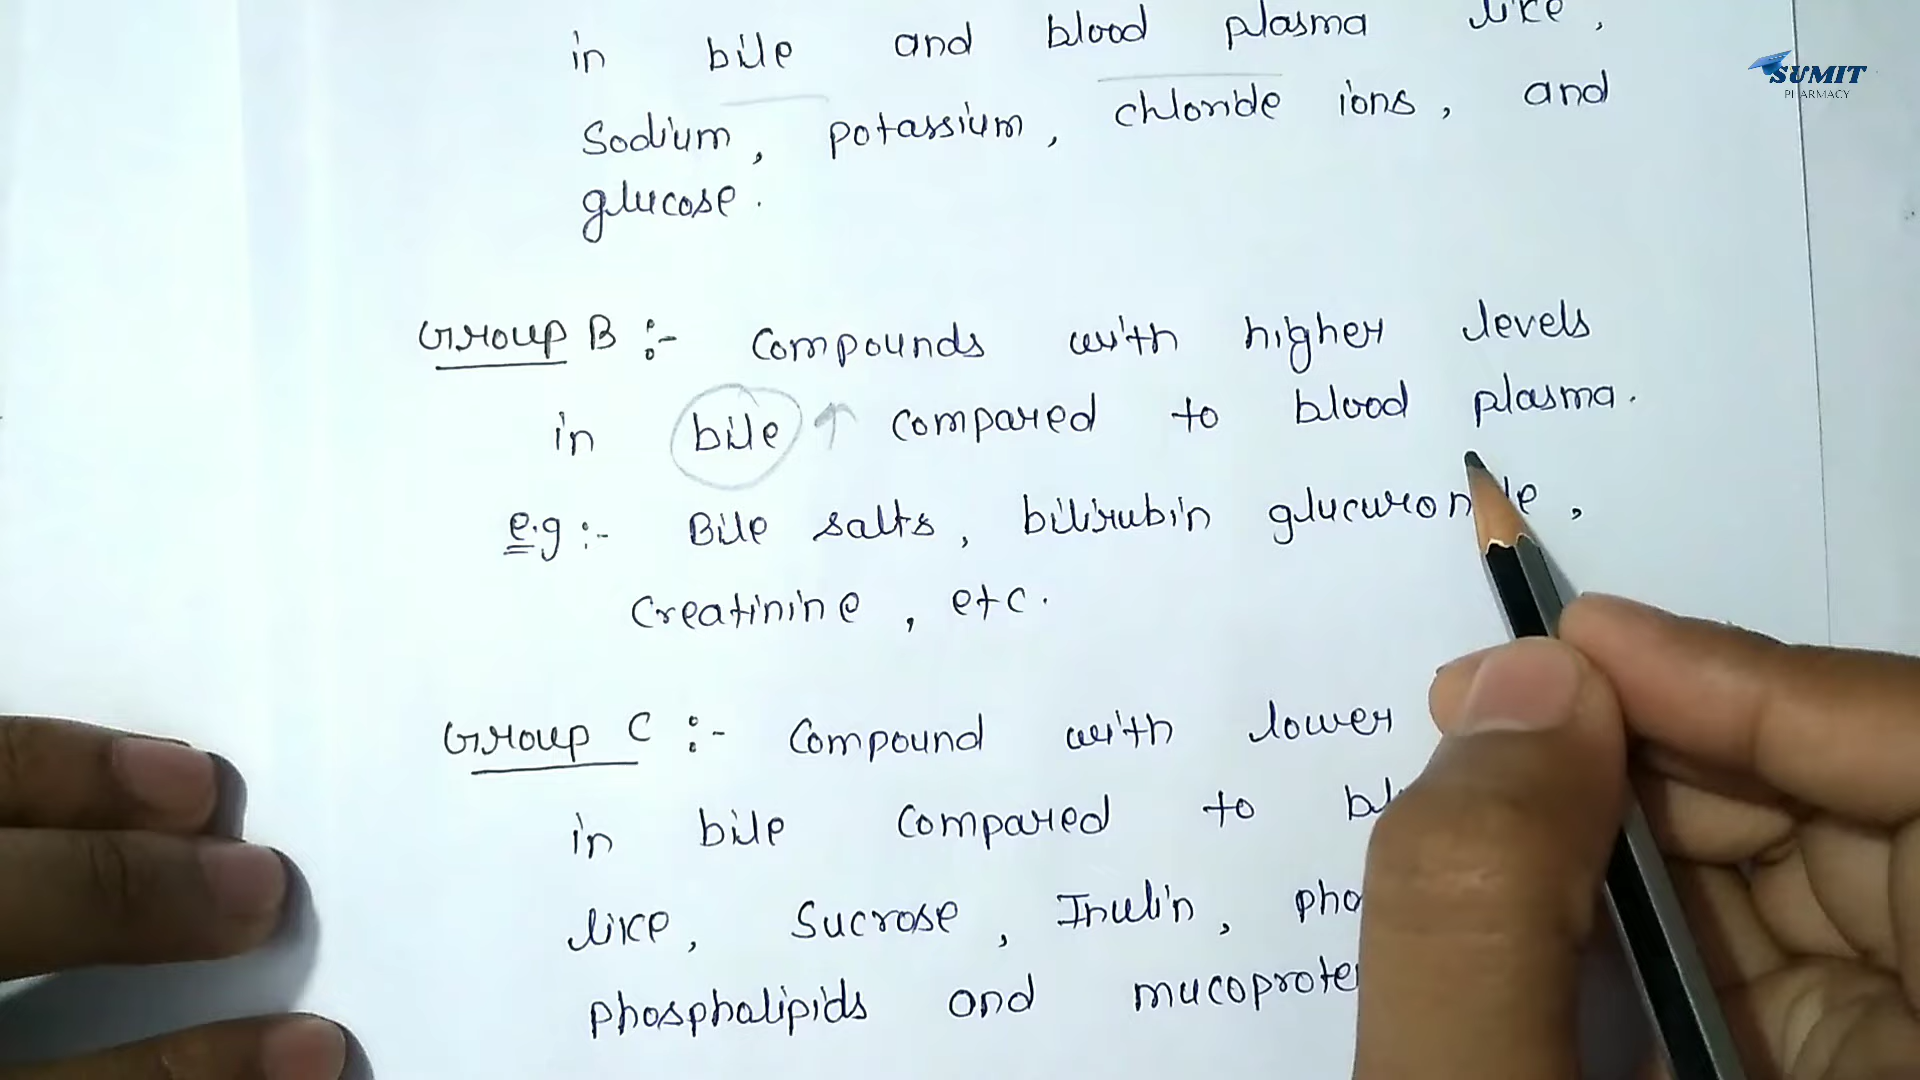 in bile and blood plasma like,
Sodium, potassium, chloride ions, and
glucose.
Group B :- Compounds with higher levels
in bile ↑ compared to blood plasma.
e.g :- Bile salts, bilirubin ,
Creatinine, etc.
Group C :- Compound with lower
in bile compared to
like, Sucrose, Inulin,
phospholipids and
SUMIT
PHARMACY